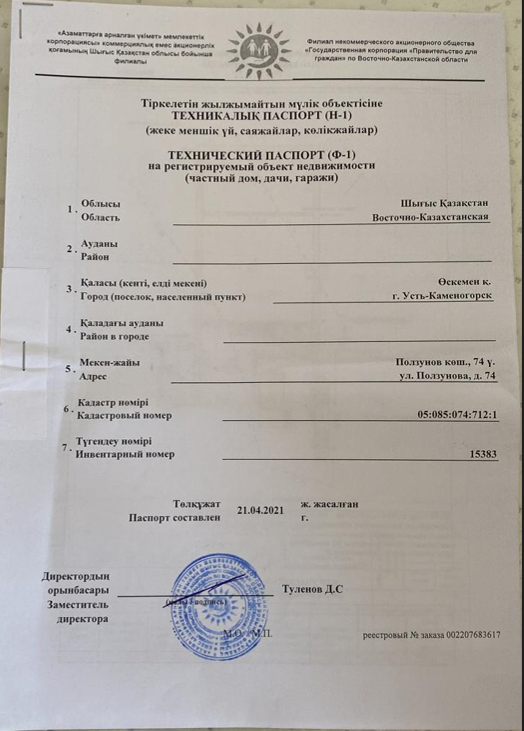 «Азаматтарға арналған үкімет» мемлекеттік
корпорациясы» коммерциялық емес акционерлік
қоғамының Шығыс Қазақстан облысы бойынша
филиалы
Филиал некоммерческого акционерного общества
«Государственная корпорация «Правительство для
граждан» по Восточно-Казахстанской области
Тіркелетін жылжымайтын мүлік объектісіне
ТЕХНИКАЛЫҚ ПАСПОРТ (Н-1)
(жеке меншік үй, саяжайлар, көлікжайлар)
ТЕХНИЧЕСКИЙ ПАСПОРТ (Ф-1)
на регистрируемый объект недвижимости
(частный дом, дачи, гаражи)
1. Облысы Шығыс Қазақстан
Область Восточно-Казахстанская
2. Ауданы
Район
3. Қаласы (кенті, елді мекені) Өскемен қ.
Город (поселок, населенный пункт) г. Усть-Каменогорск
4. Қаладағы ауданы
Район в городе
5. Мекен-жайы Ползунов көш., 74 ү.
Адрес ул. Ползунова, д. 74
6. Кадастр нөмірі
Кадастровый номер 05:085:074:712:1
7. Түгендеу нөмірі
Инвентарный номер 15383
Төлқұжат 21.04.2021 ж. жасалған
Паспорт составлен г.
Директордың
орынбасары
Заместитель
директора
Туленов Д.С
М.О. / М.П.
реестровый № заказа 002207683617